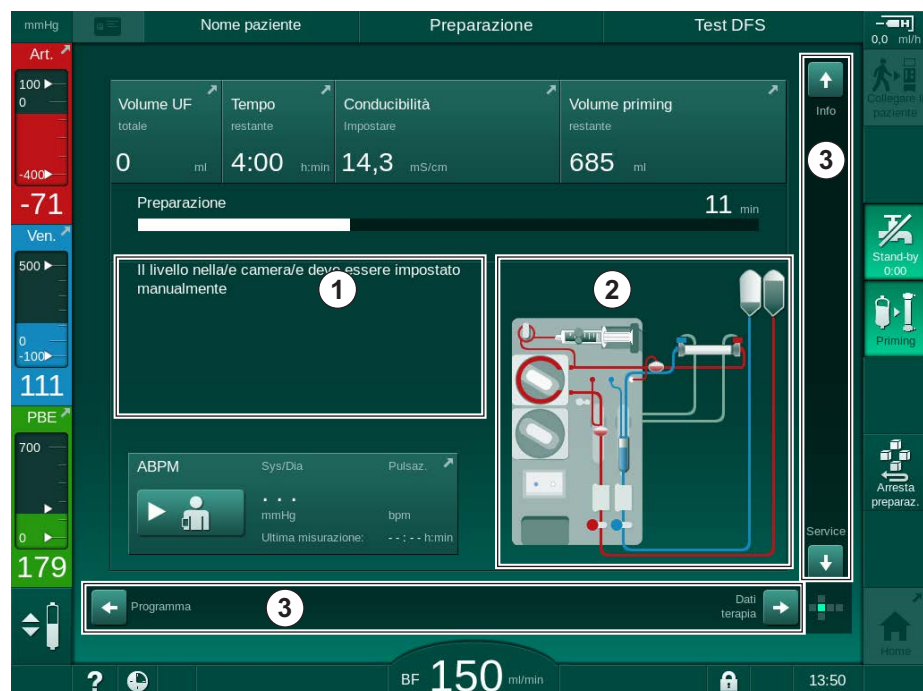 mmHg
Nome paziente
Preparazione
Test DFS
0,0 ml/h
Art.
100
0
-400
-71
Ven.
500
0
-100
111
PBE
700
0
179
Volume UF
totale
0 ml
Tempo
restante
4:00 h:min
Conducibilità
Impostare
14,3 mS/cm
Volume priming
restante
685 ml
Preparazione
11 min
Il livello nella/e camera/e deve essere impostato
manualmente
1
2
ABPM
Sys/Dia
Pulsaz.
. . .
mmHg
bpm
Ultima misurazione:
--:-- h:min
Info
3
Service
Programma
3
Dati
terapia
Collegare il
paziente
Stand-by
0:00
Priming
Arresta
preparaz.
Home
?
BF 150 ml/min
13:50